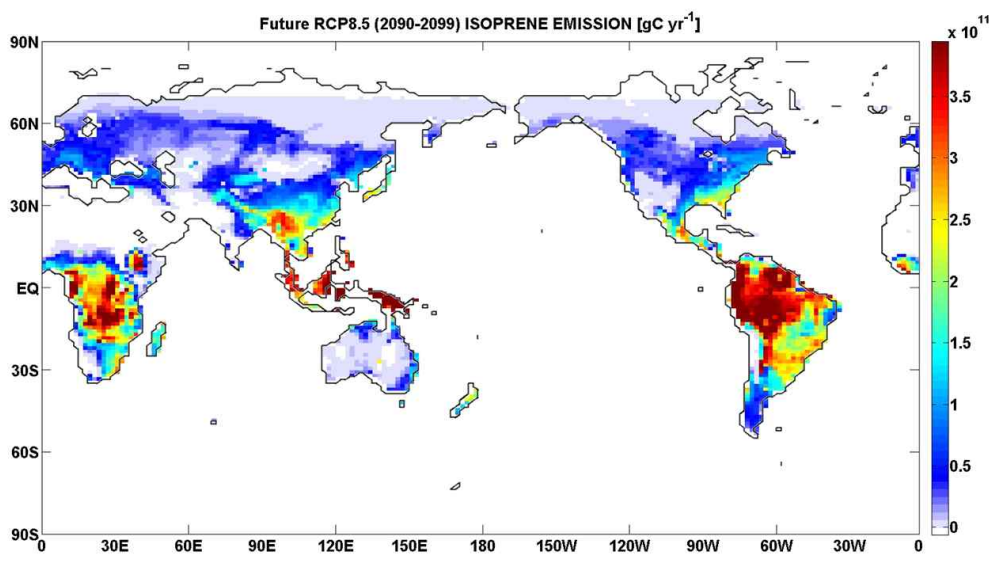 Future RCP8.5 (2090-2099) ISOPRENE EMISSION [gC yr⁻¹]
x 10¹¹
90N
60N
30N
EQ
30S
60S
90S
0 30E 60E 90E 120E 150E 180 150W 120W 90W 60W 30W 0
3.5
3
2.5
2
1.5
1
0.5
0